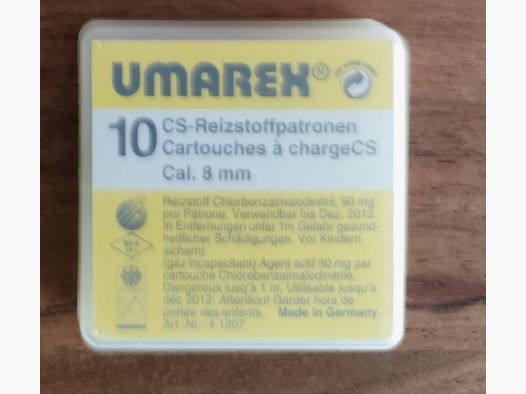 UMAREX®
10 CS-Reizstoffpatronen
Cartouches à chargeCS
Cal. 8 mm
Reizstoff Chlorbenzalmalodinitril, 80 mg
pro Patrone. Verwendbar bis Dez. 2012.
In Entfernungen unter 1m Gefahr gesund-
heitlicher Schädigungen. Vor Kindern
sichern!
(gaz incapacitant) Agent actif 80 mg par
cartouche Chlorebenzalmalodinitrile.
Dangereux jusq'à 1 m. Utilisable jusqu'à
déc 2012. Attention! Garder hors de
portée des enfants. Made in Germany
Art. Nr.: 4.1207
BKA